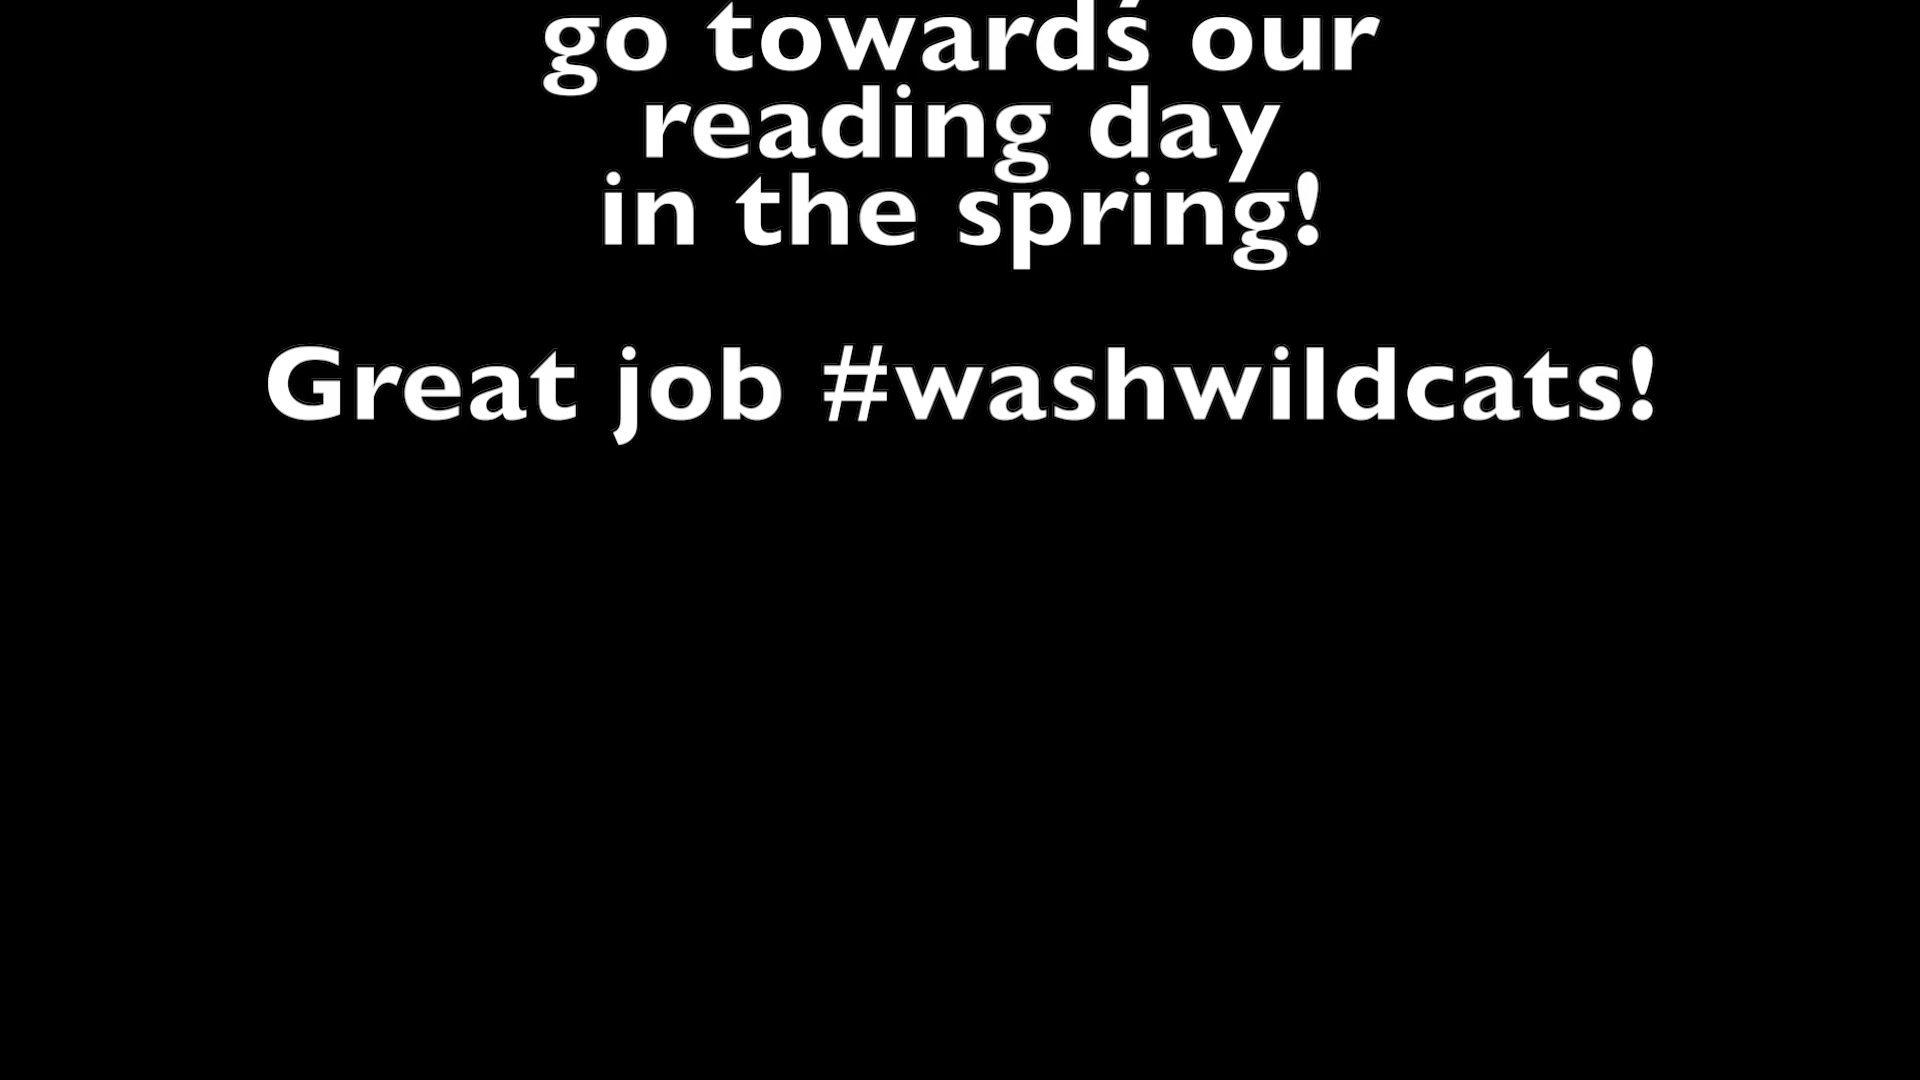 go towards our
reading day
in the spring!
Great job #washwildcats!